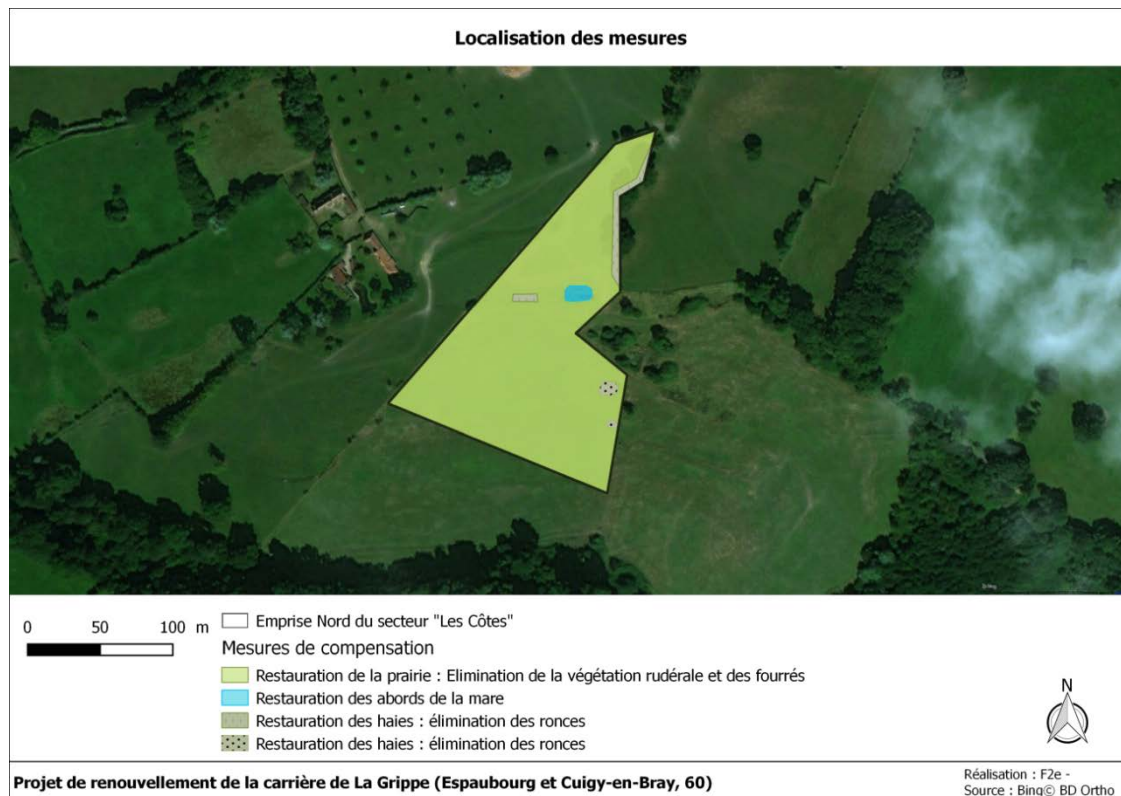 Localisation des mesures
0 50 100 m
Emprise Nord du secteur "Les Côtes"
Mesures de compensation
Restauration de la prairie : Elimination de la végétation rudérale et des fourrés
Restauration des abords de la mare
Restauration des haies : élimination des ronces
Restauration des haies : élimination des ronces
N
Projet de renouvellement de la carrière de La Grippe (Espaubourg et Cuigy-en-Bray, 60)
Réalisation : F2e -
Source : Bing© BD Ortho